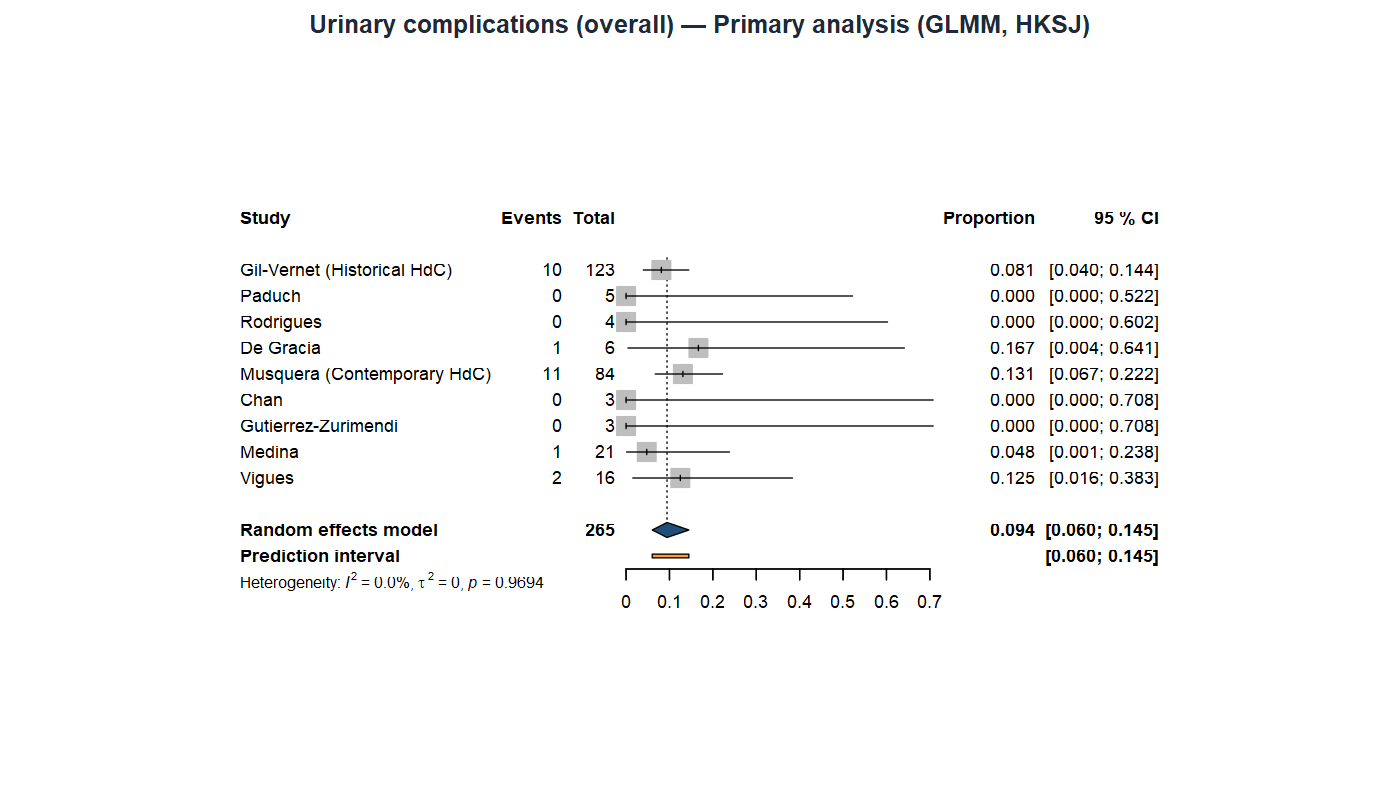 Urinary complications (overall) — Primary analysis (GLMM, HKSJ)
Study Events Total Proportion 95 % CI
Gil-Vernet (Historical HdC) 10 123 0.081 [0.040; 0.144]
Paduch 0 5 0.000 [0.000; 0.522]
Rodrigues 0 4 0.000 [0.000; 0.602]
De Gracia 1 6 0.167 [0.004; 0.641]
Musquera (Contemporary HdC) 11 84 0.131 [0.067; 0.222]
Chan 0 3 0.000 [0.000; 0.708]
Gutierrez-Zurimendi 0 3 0.000 [0.000; 0.708]
Medina 1 21 0.048 [0.001; 0.238]
Vigues 2 16 0.125 [0.016; 0.383]
Random effects model 265 0.094 [0.060; 0.145]
Prediction interval [0.060; 0.145]
Heterogeneity: I² = 0.0%, τ² = 0, p = 0.9694
0 0.1 0.2 0.3 0.4 0.5 0.6 0.7